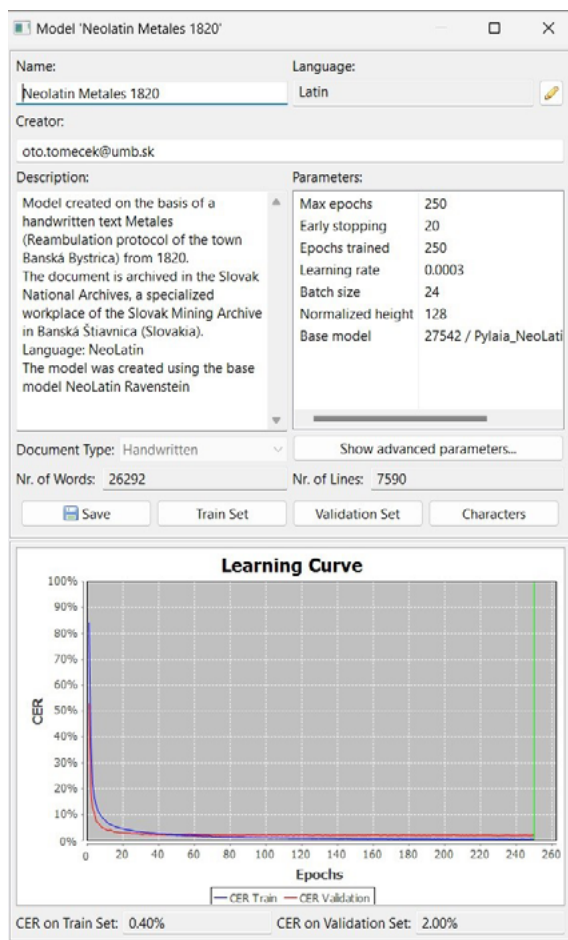 Model 'Neolatin Metales 1820'
Name:
Language:
Neolatin Metales 1820
Latin
Creator:
oto.tomecek@umb.sk
Description:
Model created on the basis of a
handwritten text Metales
(Reambulation protocol of the town
Banská Bystrica) from 1820.
The document is archived in the Slovak
National Archives, a specialized
workplace of the Slovak Mining Archive
in Banská Štiavnica (Slovakia).
Language: NeoLatin
The model was created using the base
model NeoLatin Ravenstein
Parameters:
Max epochs 250
Early stopping 20
Epochs trained 250
Learning rate 0.0003
Batch size 24
Normalized height 128
Base model 27542 / Pylaia_NeoLati
Document Type: Handwritten
Show advanced parameters...
Nr. of Words: 26292
Nr. of Lines: 7590
Save
Train Set
Validation Set
Characters
Learning Curve
100%
90%
80%
70%
60%
50%
40%
30%
20%
10%
0%
CER
0 20 40 60 80 100 120 140 160 180 200 220 240 260
Epochs
CER Train CER Validation
CER on Train Set: 0.40%
CER on Validation Set: 2.00%